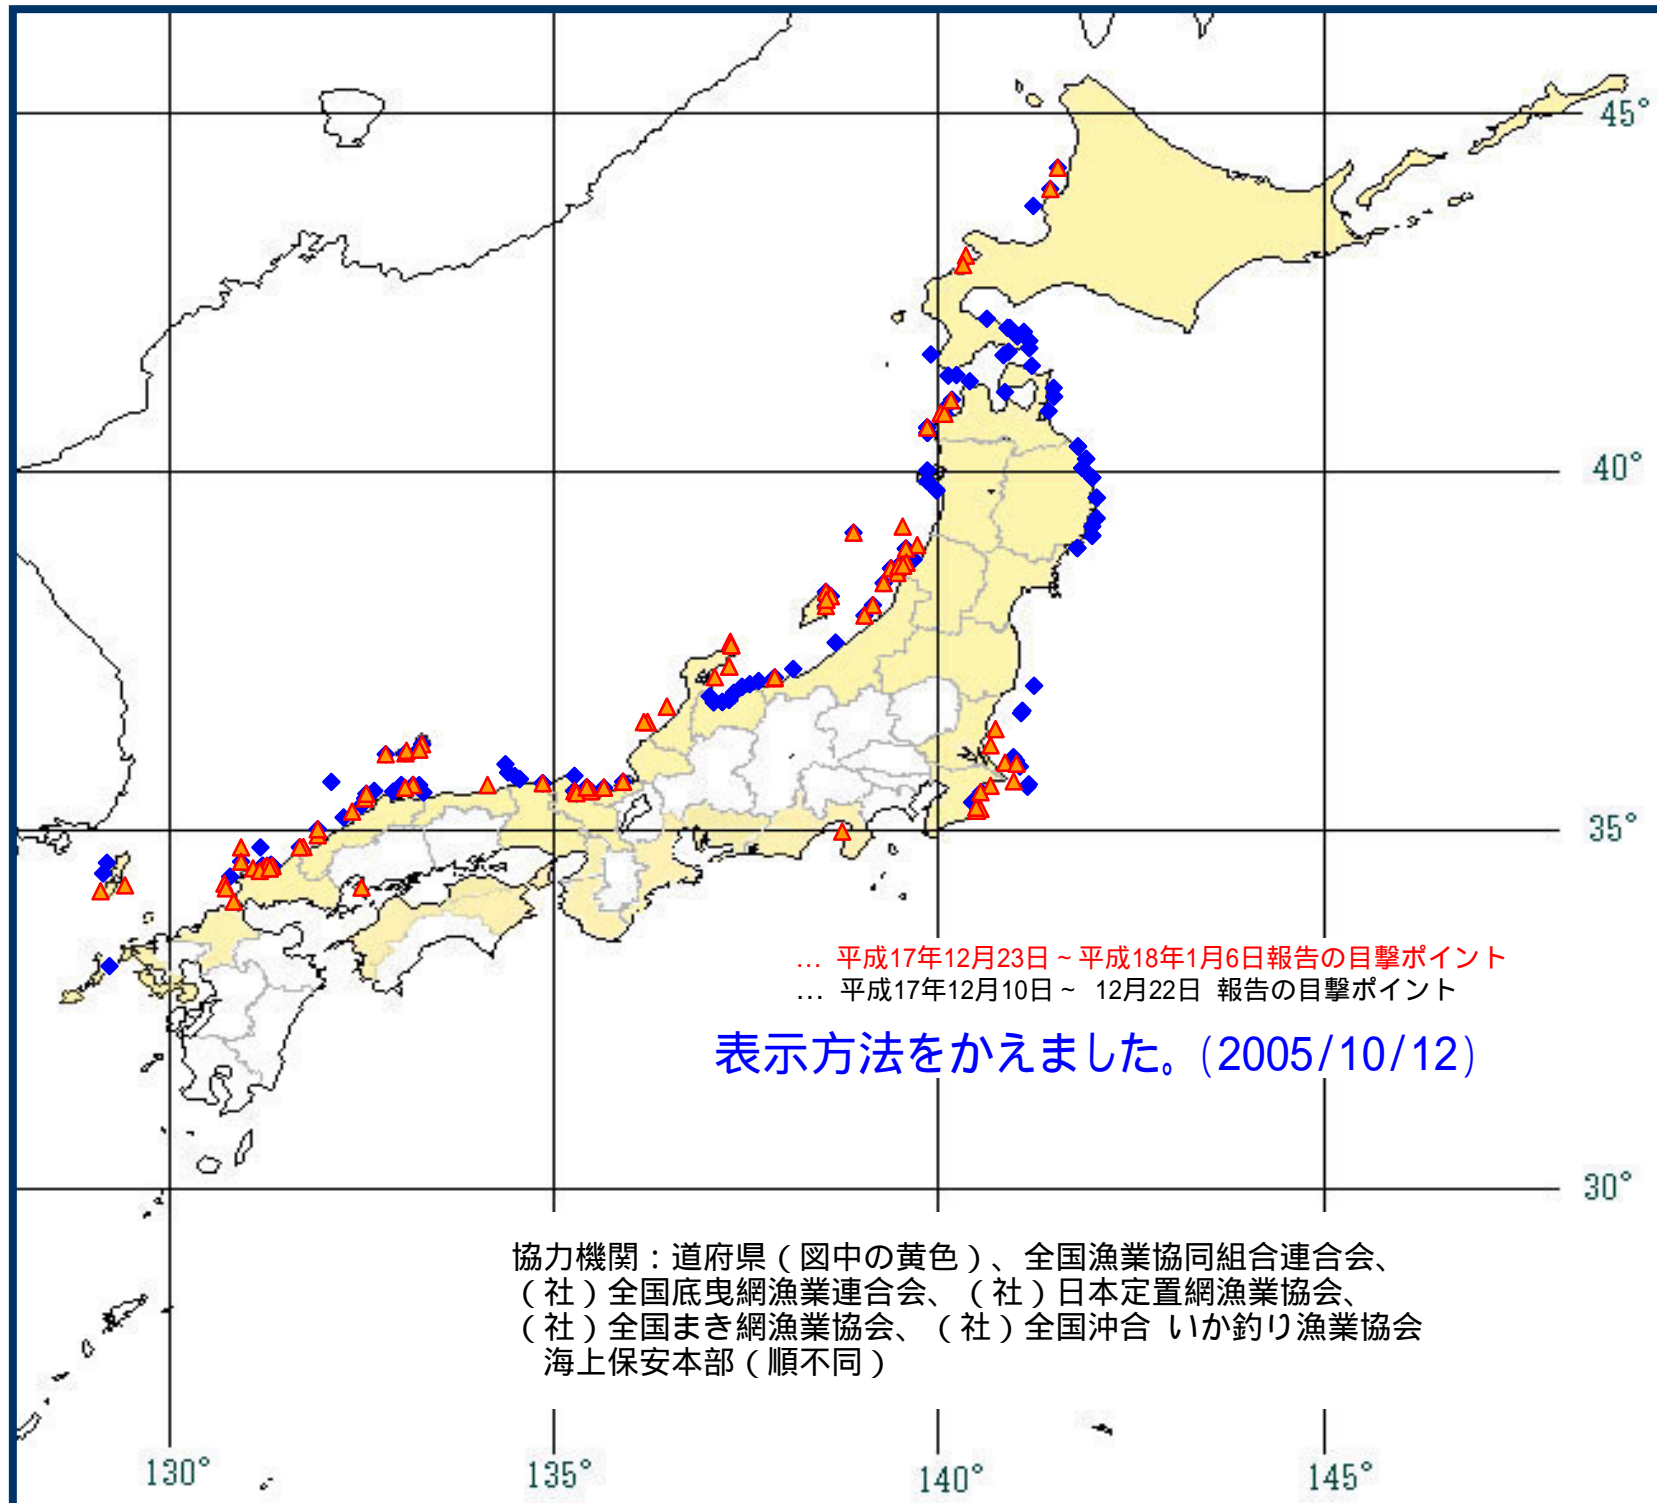 45°
40°
35°
… 平成17年12月23日~平成18年1月6日報告の目撃ポイント
… 平成17年12月10日~ 12月22日 報告の目撃ポイント
表示方法をかえました。(2005/10/12)
30°
協力機関:道府県(図中の黄色)、全国漁業協同組合連合会、
(社)全国底曳網漁業連合会、(社)日本定置網漁業協会、
(社)全国まき網漁業協会、(社)全国沖合 いか釣り漁業協会
海上保安本部(順不同)
130° 135° 140° 145°